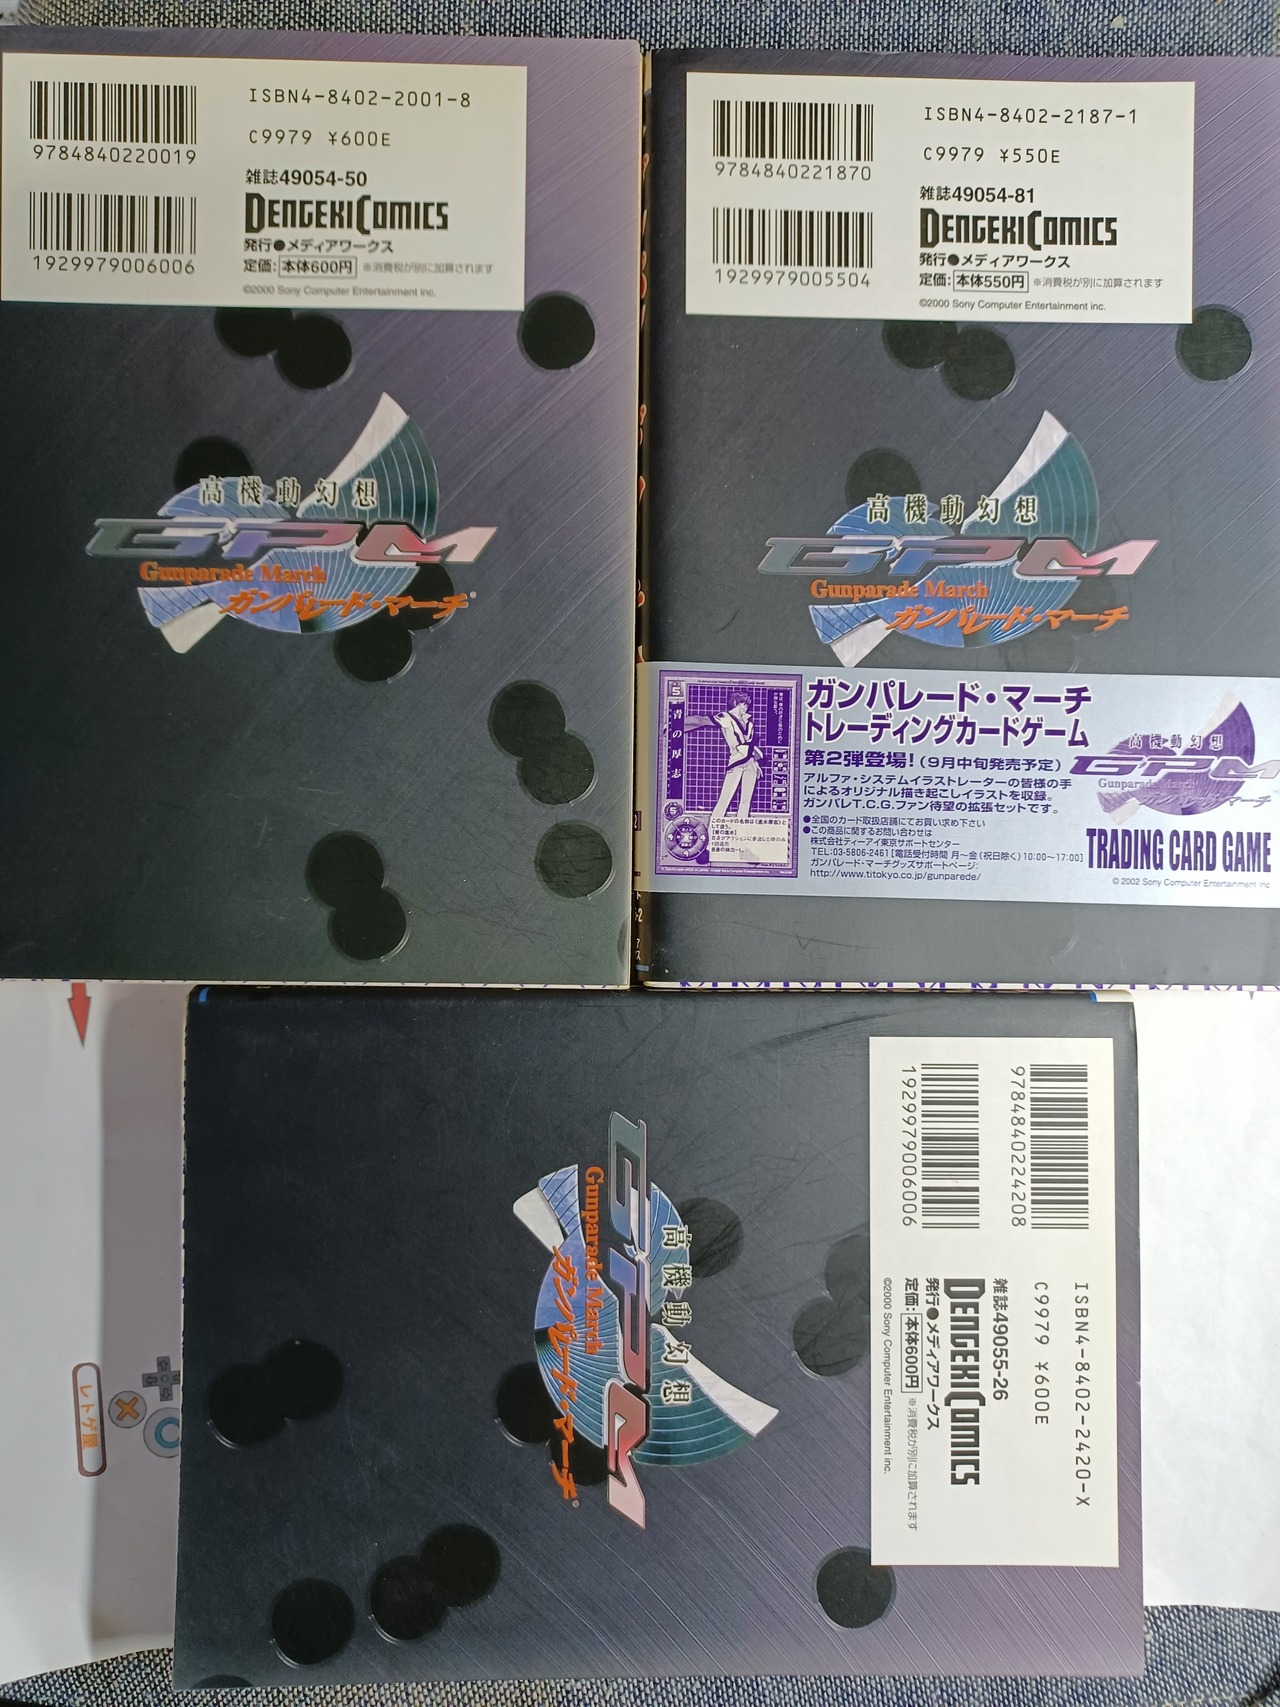 ISBN4-8402-2001-8
9784840220019
C9979 ¥600E
雑誌49054-50
DENGEKI COMICS
発行●メディアワークス
1929979006006
定価：本体600円 ※消費税が別に加算されます
©2000 Sony Computer Entertainment Inc.
高機動幻想
GPM
Gunparade March
ガンパレード・マーチ
ISBN4-8402-2187-1
9784840221870
C9979 ¥550E
雑誌49054-81
DENGEKI COMICS
発行●メディアワークス
1929979005504
定価：本体550円 ※消費税が別に加算されます
©2000 Sony Computer Entertainment Inc.
高機動幻想
GPM
Gunparade March
ガンパレード・マーチ
5
青の厚志
5
ガンパレード・マーチ
トレーディングカードゲーム
第2弾登場！（9月中旬発売予定）
アルファ・システムイラストレーターの皆様の手
によるオリジナル描き起こしイラストを収録。
ガンパレT.C.G.ファン待望の拡張セットです。
●全国のカード取扱店舗にてお買い求め下さい
●この商品に関するお問い合わせは
株式会社ティーアイ東京サポートセンター
TEL:03-5806-2461［電話受付時間 月〜金（祝日除く）10:00〜17:00］
ガンパレード・マーチグッズサポートページ:
http://www.titokyo.co.jp/gunparede/
高機動幻想
GPM
Gunparade March
ガンパレード・マーチ
TRADING CARD GAME
©2002 Sony Computer Entertainment Inc.
ISBN4-8402-2420-X
9784840224208
C9979 ¥600E
雑誌49055-26
DENGEKI COMICS
発行●メディアワークス
1929979006006
定価：本体600円 ※消費税が別に加算されます
©2000 Sony Computer Entertainment Inc.
高機動幻想
GPM
Gunparade March
ガンパレード・マーチ
レトゲ屋